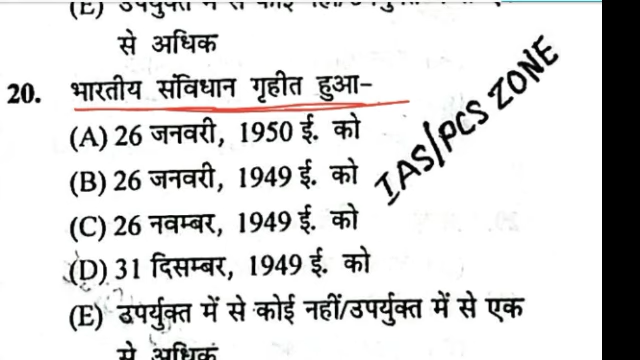 से अधिक
20. भारतीय संविधान गृहीत हुआ–
(A) 26 जनवरी, 1950 ई. को
(B) 26 जनवरी, 1949 ई. को
IAS/PCS ZONE
(C) 26 नवम्बर, 1949 ई. को
(D) 31 दिसम्बर, 1949 ई. को
(E) उपर्युक्त में से कोई नहीं/उपर्युक्त में से एक
से अधिक